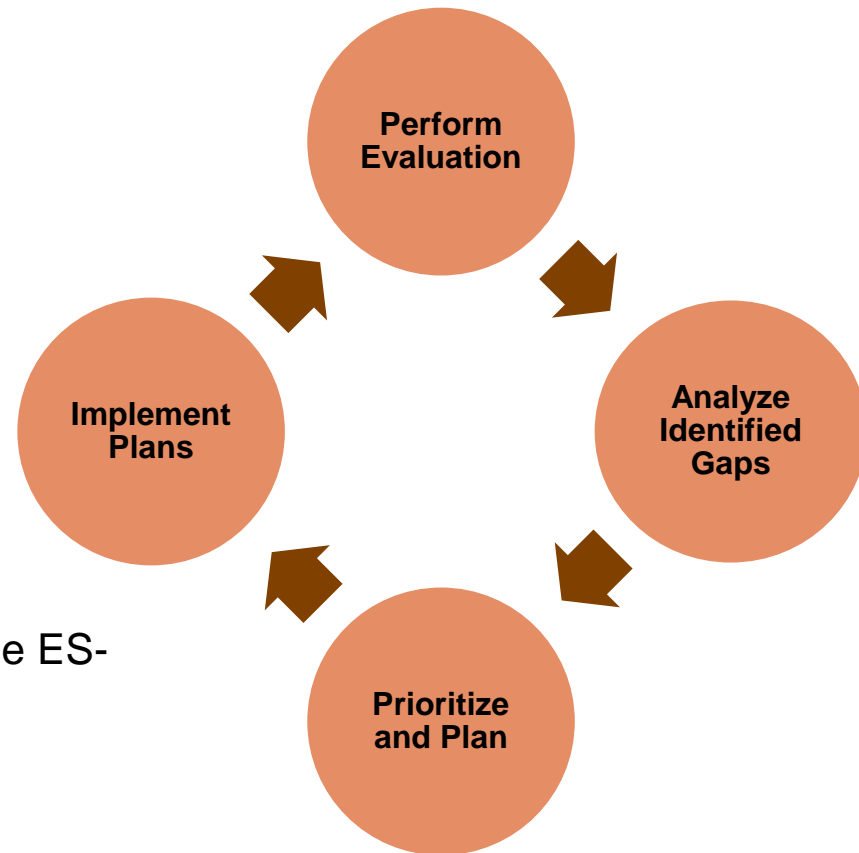 Perform
Evaluation
Analyze
Identified
Gaps
Implement
Plans
e ES-
Prioritize
and Plan